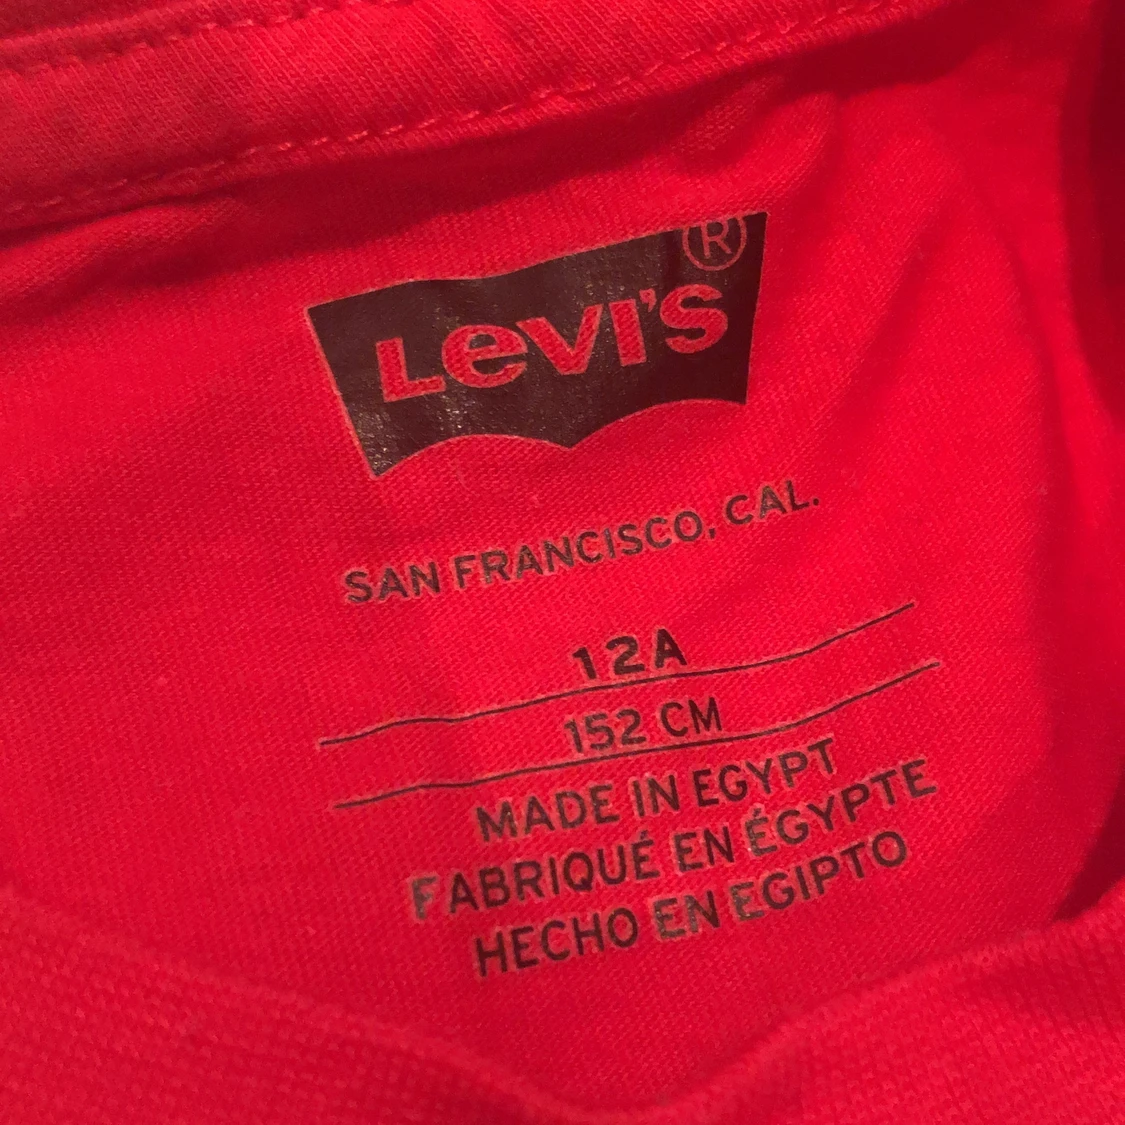 Levi's®
SAN FRANCISCO, CAL.
12A
152 CM
MADE IN EGYPT
FABRIQUÉ EN ÉGYPTE
HECHO EN EGIPTO